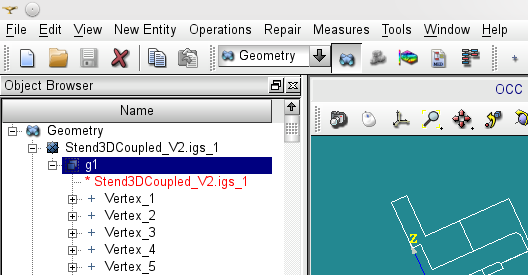 File Edit View New Entity Operations Repair Measures Tools Window Help
Geometry
Object Browser
OCC
Name
Geometry
Stend3DCoupled_V2.igs_1
g1
* Stend3DCoupled_V2.igs_1
Vertex_1
Vertex_2
Vertex_3
Vertex_4
Vertex_5
Z